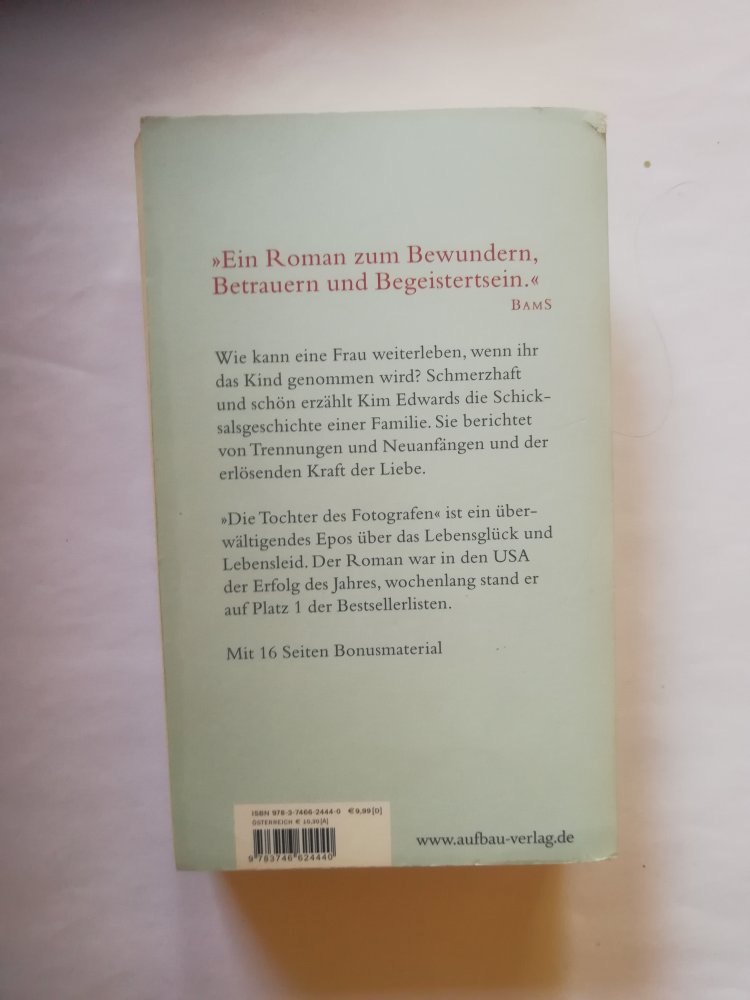 »Ein Roman zum Bewundern,
Betrauern und Begeistertsein.«
BamS
Wie kann eine Frau weiterleben, wenn ihr
das Kind genommen wird? Schmerzhaft
und schön erzählt Kim Edwards die Schick-
salsgeschichte einer Familie. Sie berichtet
von Trennungen und Neuanfängen und der
erlösenden Kraft der Liebe.
»Die Tochter des Fotografen« ist ein über-
wältigendes Epos über das Lebensglück und
Lebensleid. Der Roman war in den USA
der Erfolg des Jahres, wochenlang stand er
auf Platz 1 der Bestsellerlisten.
Mit 16 Seiten Bonusmaterial
ISBN 978-3-7466-2444-0 € 9,99 [D]
ÖSTERREICH € 10,30 [A]
9 783746 624440
www.aufbau-verlag.de